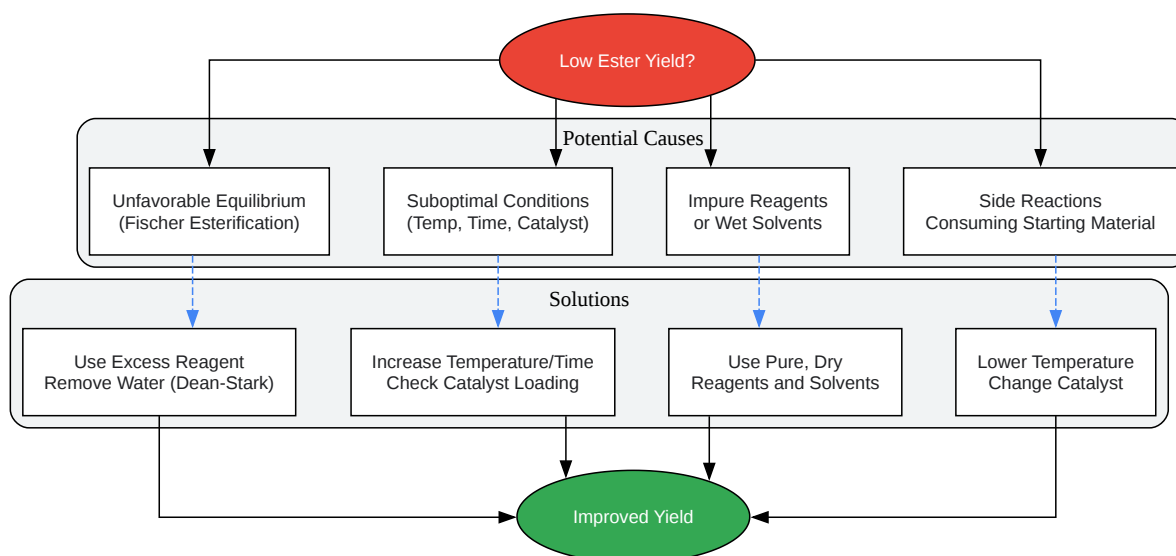 Low Ester Yield?
Potential Causes
Unfavorable Equilibrium
(Fischer Esterification)
Suboptimal Conditions
(Temp, Time, Catalyst)
Impure Reagents
or Wet Solvents
Side Reactions
Consuming Starting Material
Solutions
Use Excess Reagent
Remove Water (Dean-Stark)
Increase Temperature/Time
Check Catalyst Loading
Use Pure, Dry
Reagents and Solvents
Lower Temperature
Change Catalyst
Improved Yield